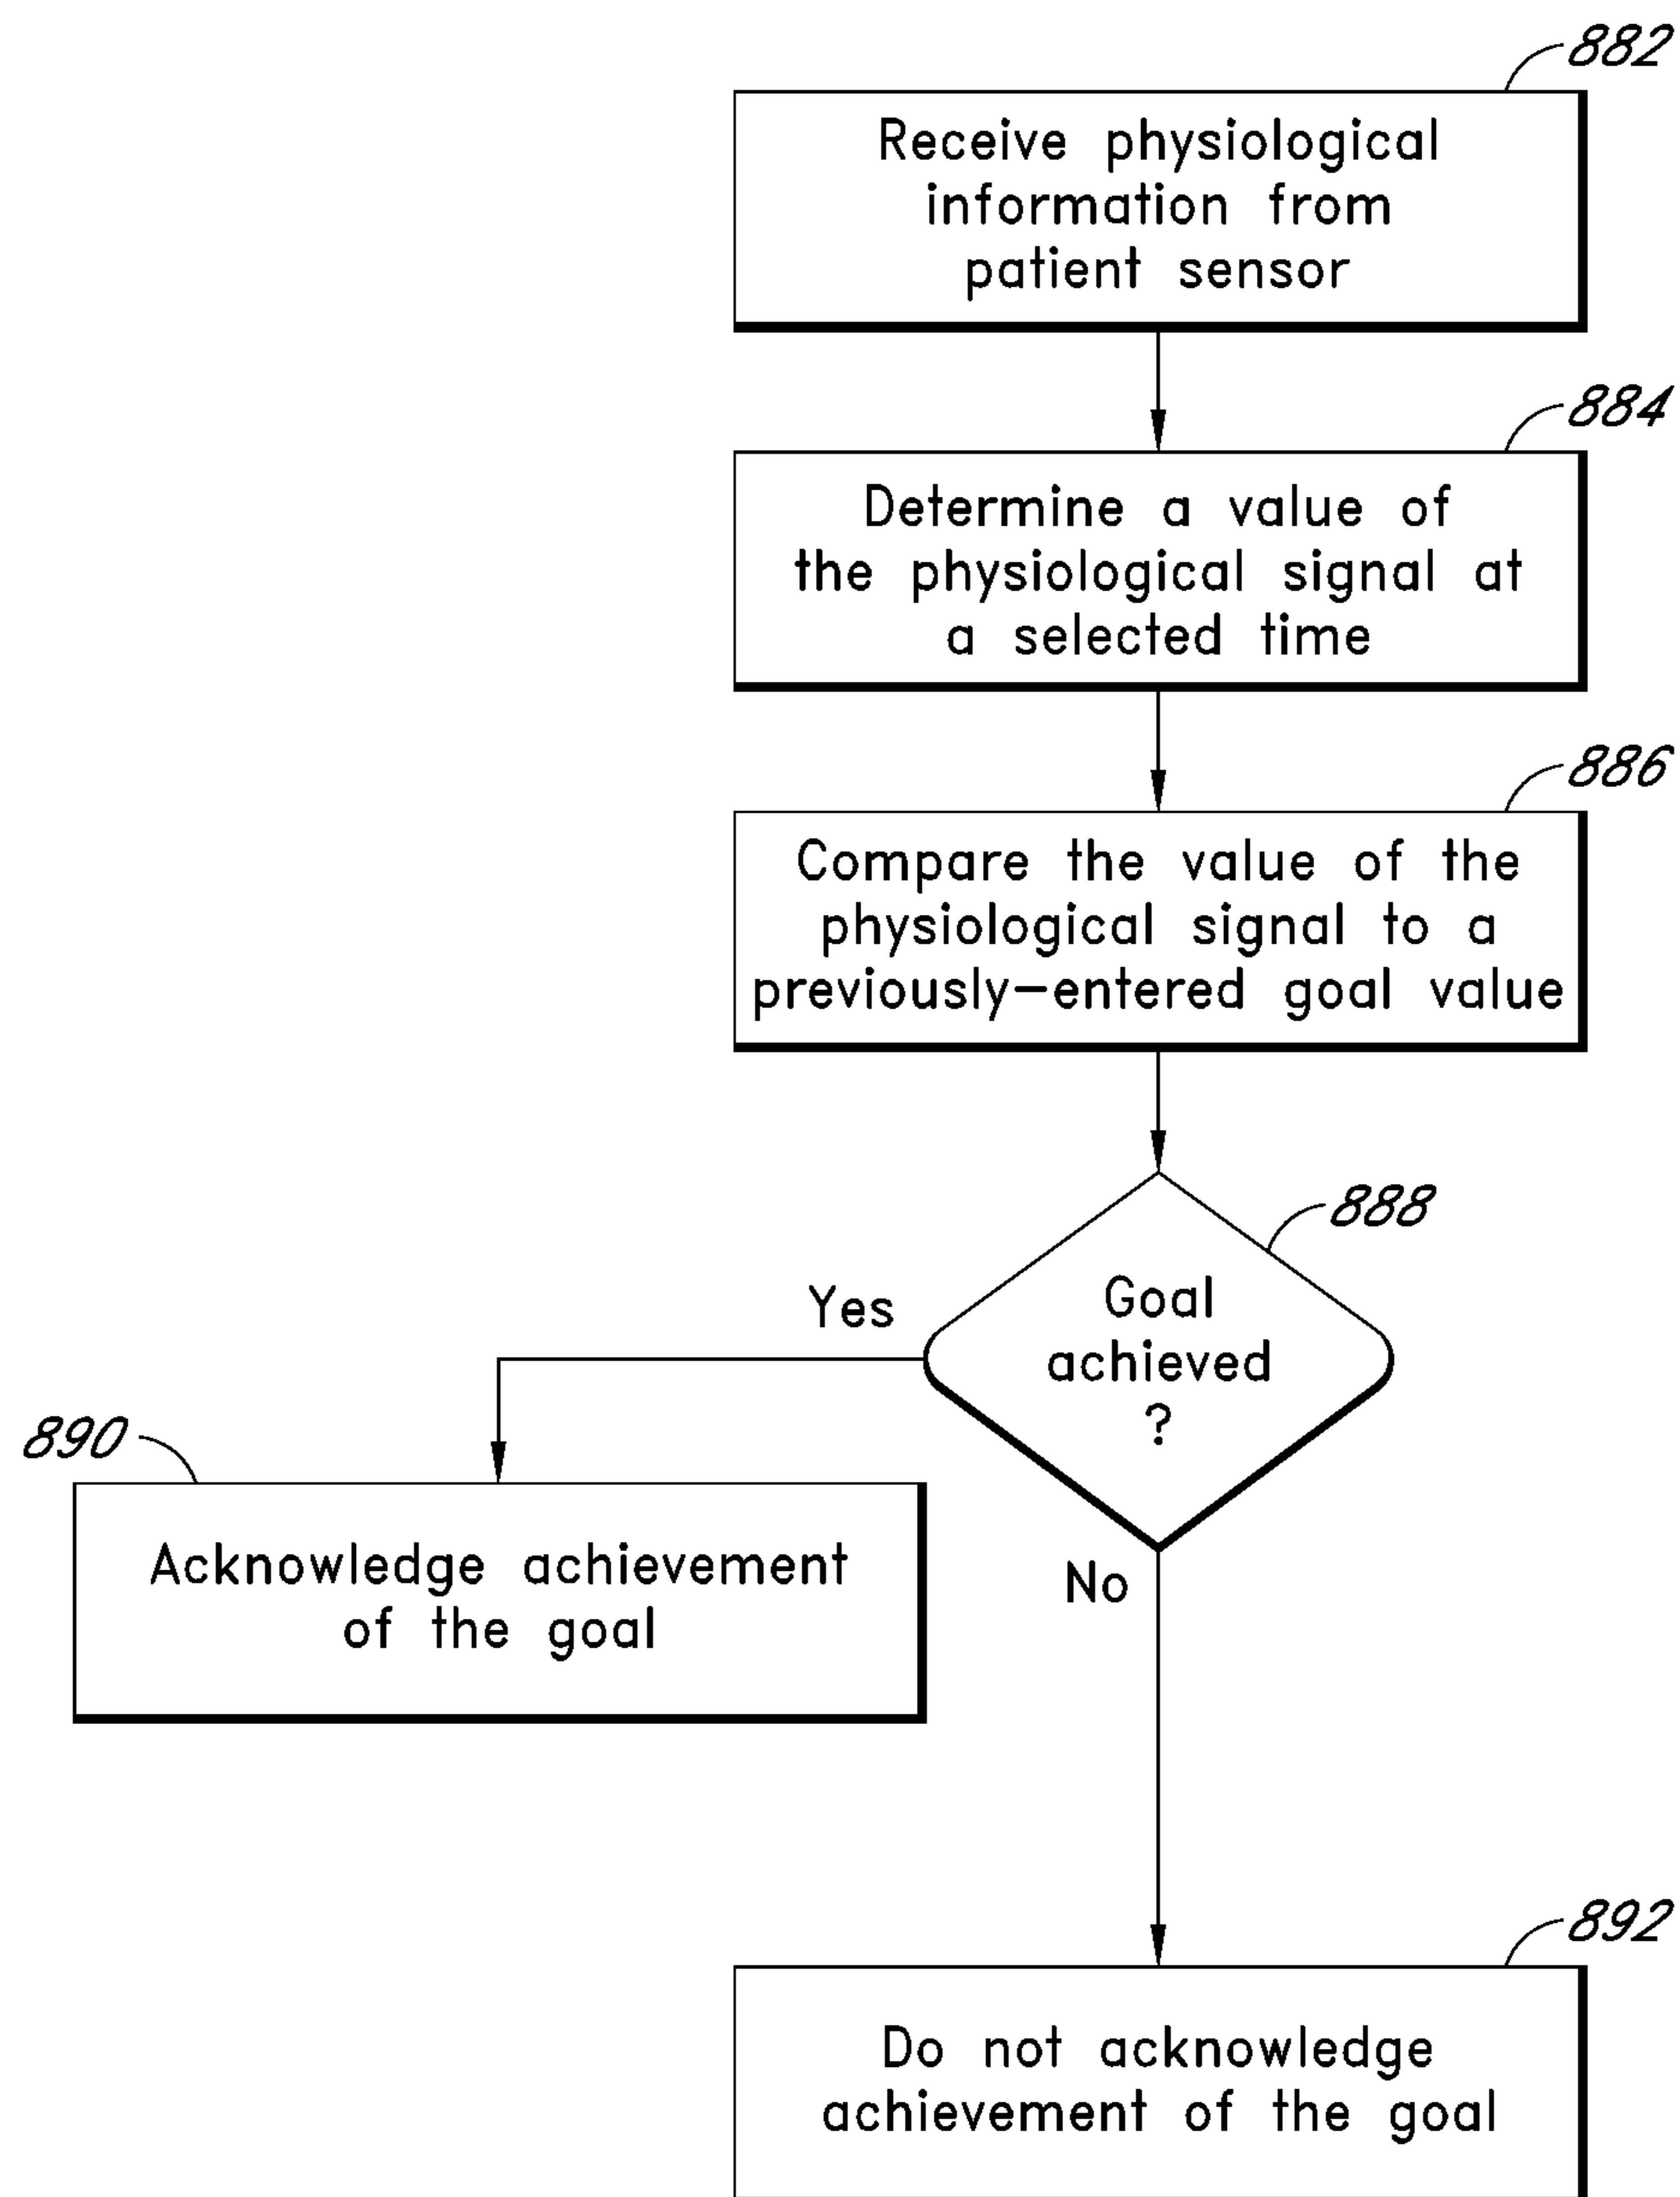 882
Receive physiological
information from
patient sensor
884
Determine a value of
the physiological signal at
a selected time
886
Compare the value of the
physiological signal to a
previously-entered goal value
888
Goal
achieved
?
Yes
890
Acknowledge achievement
of the goal
No
892
Do not acknowledge
achievement of the goal